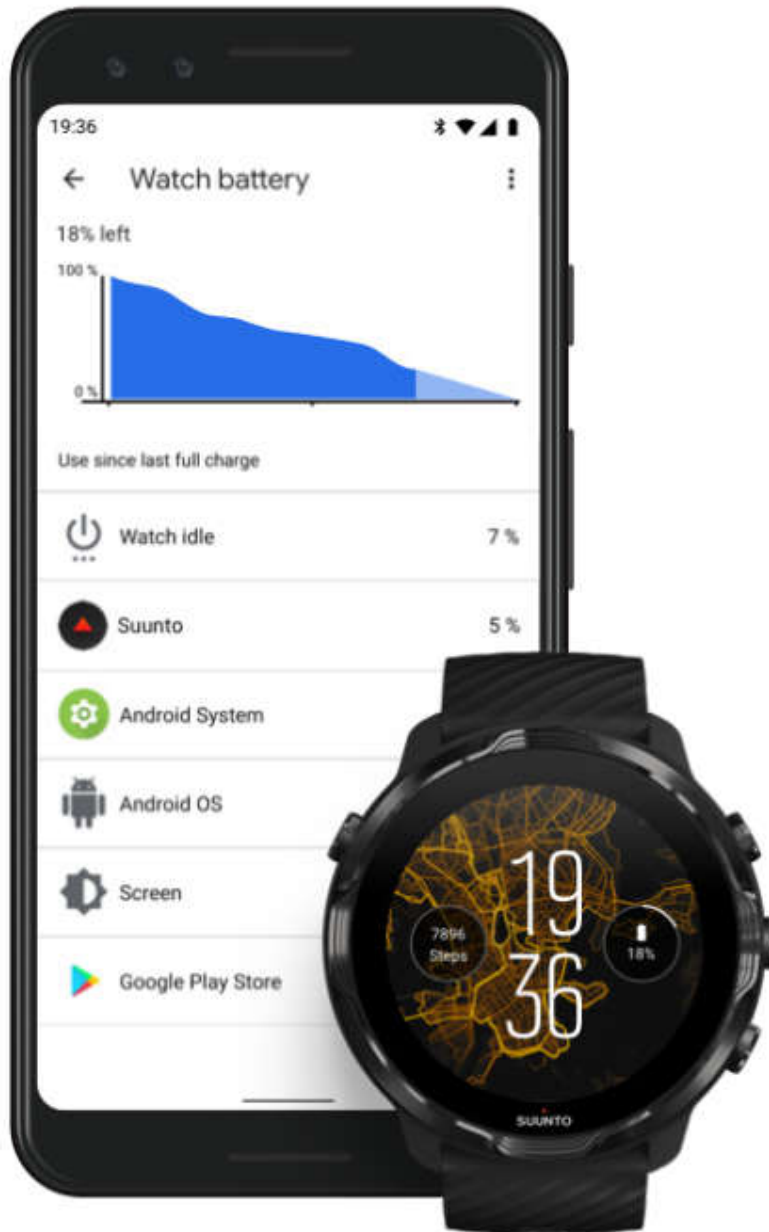 19:36
Watch battery
18% left
100 %
0 %
Use since last full charge
Watch idle 7 %
Suunto 5 %
Android System
Android OS
Screen
Google Play Store
19
36
7896
Steps
18%
SUUNTO